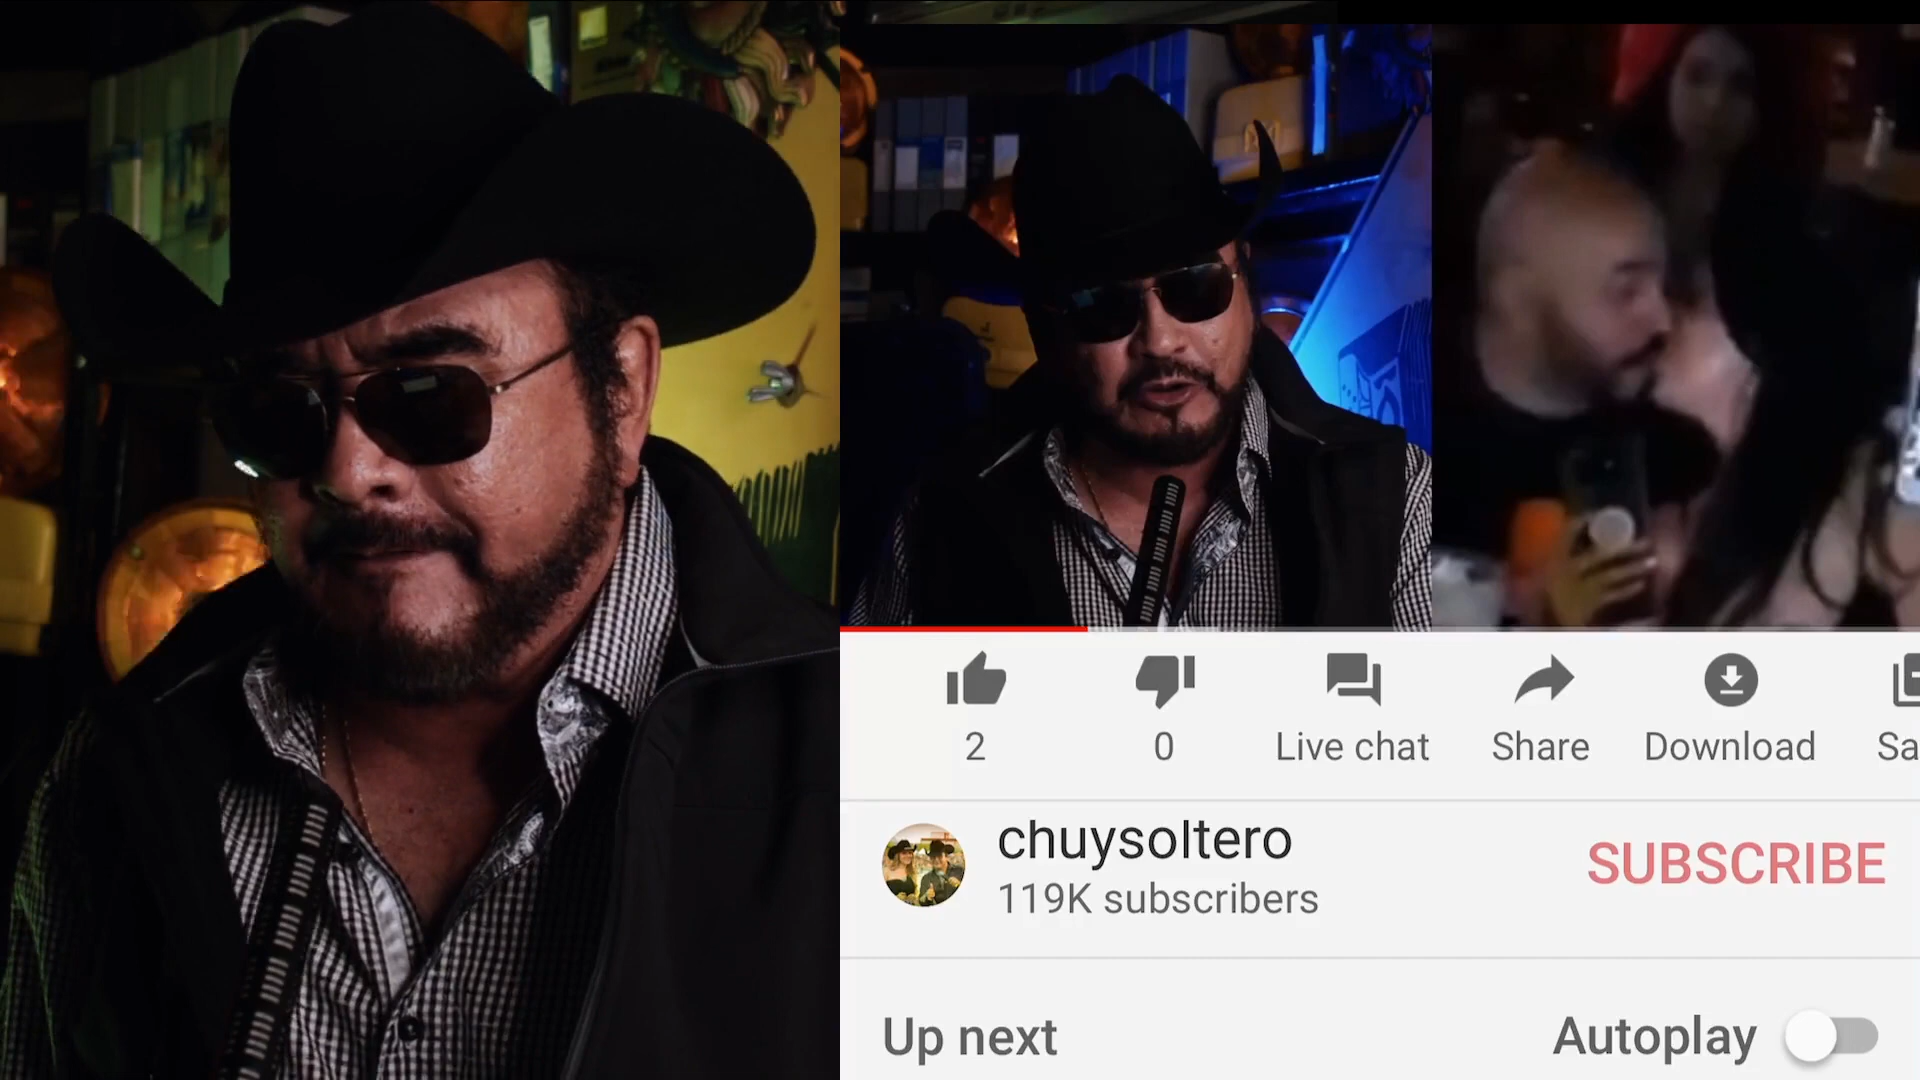 2
0
Live chat
Share
Download
Sa
chuysoltero
119K subscribers
SUBSCRIBE
Up next
Autoplay